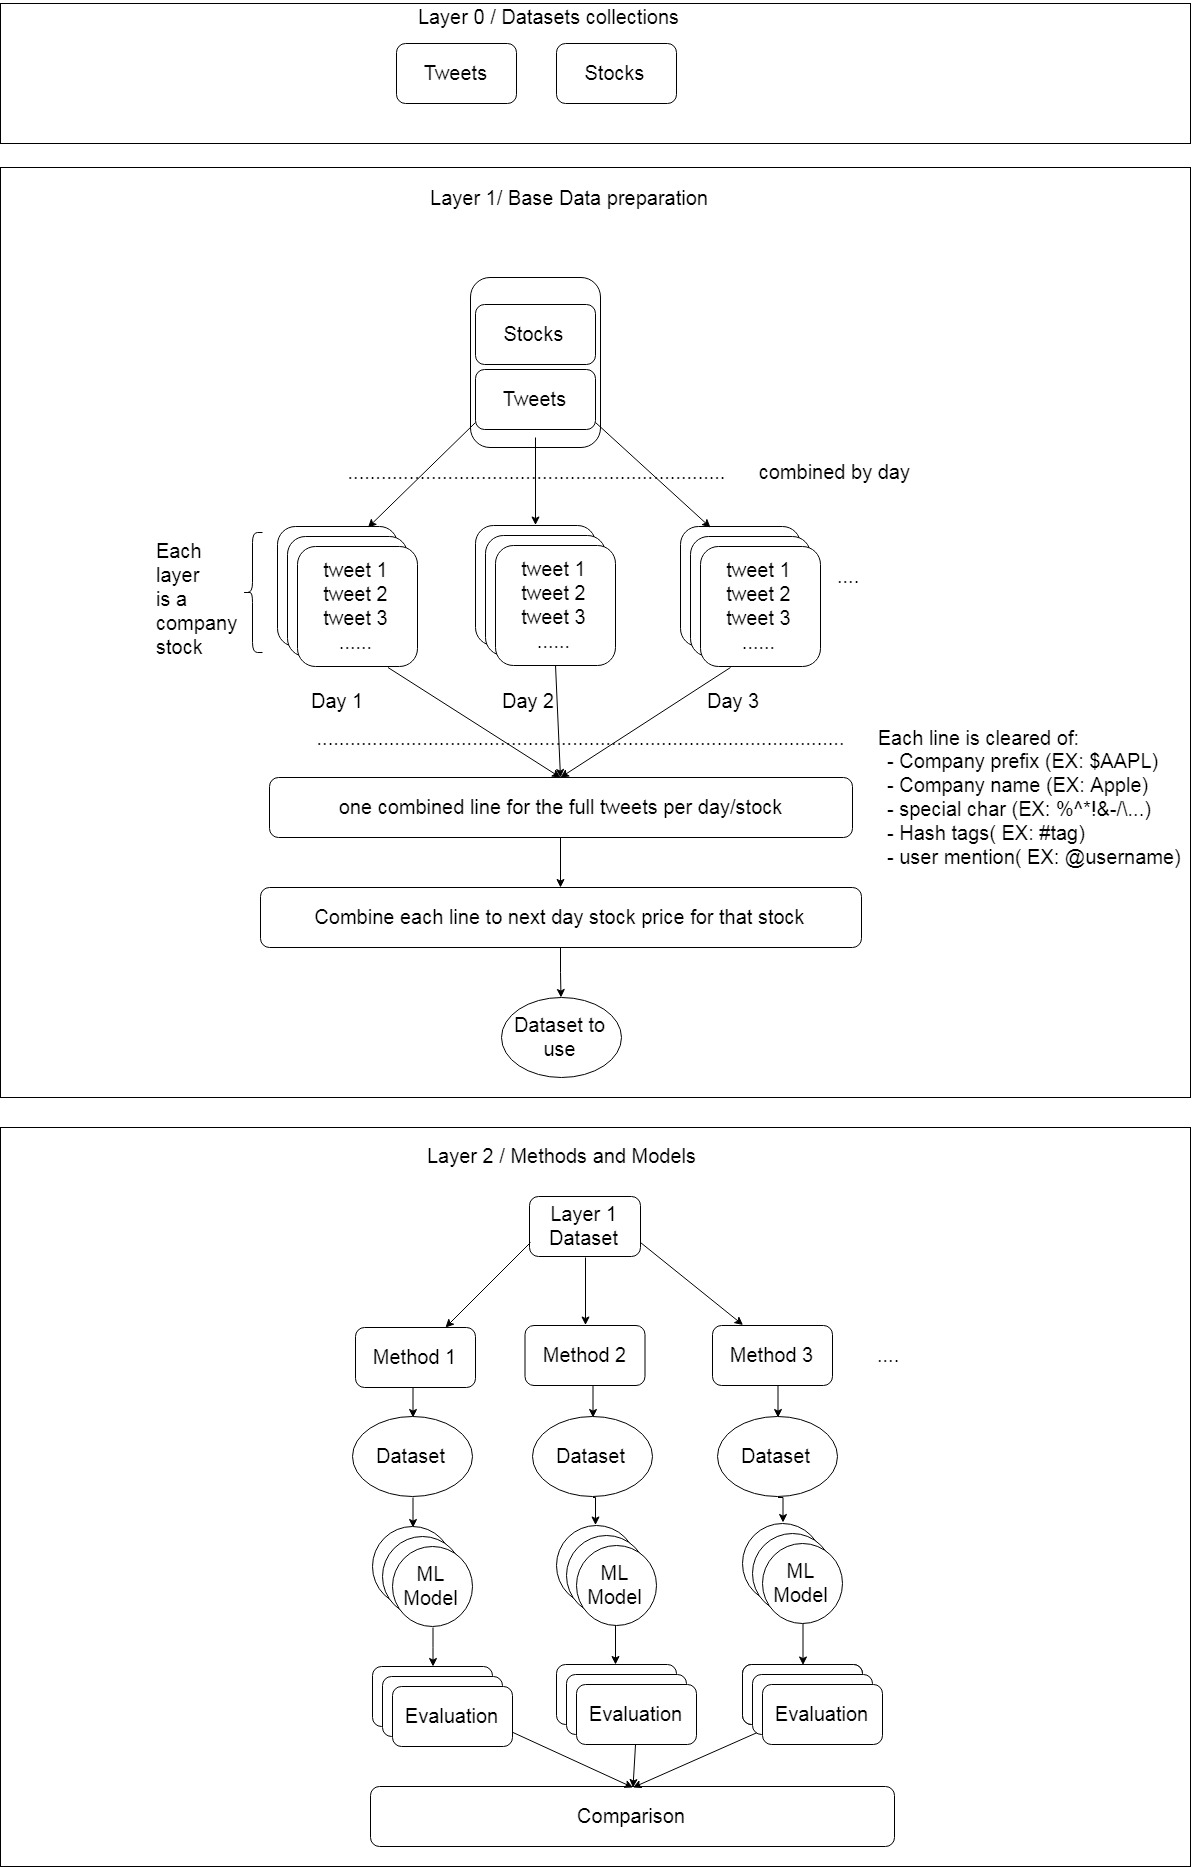 Layer 0 / Datasets collections
Tweets
Stocks
Layer 1/ Base Data preparation
Stocks
Tweets
combined by day
Each
layer
is a
company
stock
tweet 1
tweet 2
tweet 3
......
tweet 1
tweet 2
tweet 3
......
tweet 1
tweet 2
tweet 3
......
....
Day 1
Day 2
Day 3
Each line is cleared of:
- Company prefix (EX: $AAPL)
- Company name (EX: Apple)
- special char (EX: %^*!&-/\...)
- Hash tags( EX: #tag)
- user mention( EX: @username)
one combined line for the full tweets per day/stock
Combine each line to next day stock price for that stock
Dataset to
use
Layer 2 / Methods and Models
Layer 1
Dataset
Method 1
Method 2
Method 3
....
Dataset
Dataset
Dataset
ML
Model
ML
Model
ML
Model
Evaluation
Evaluation
Evaluation
Comparison